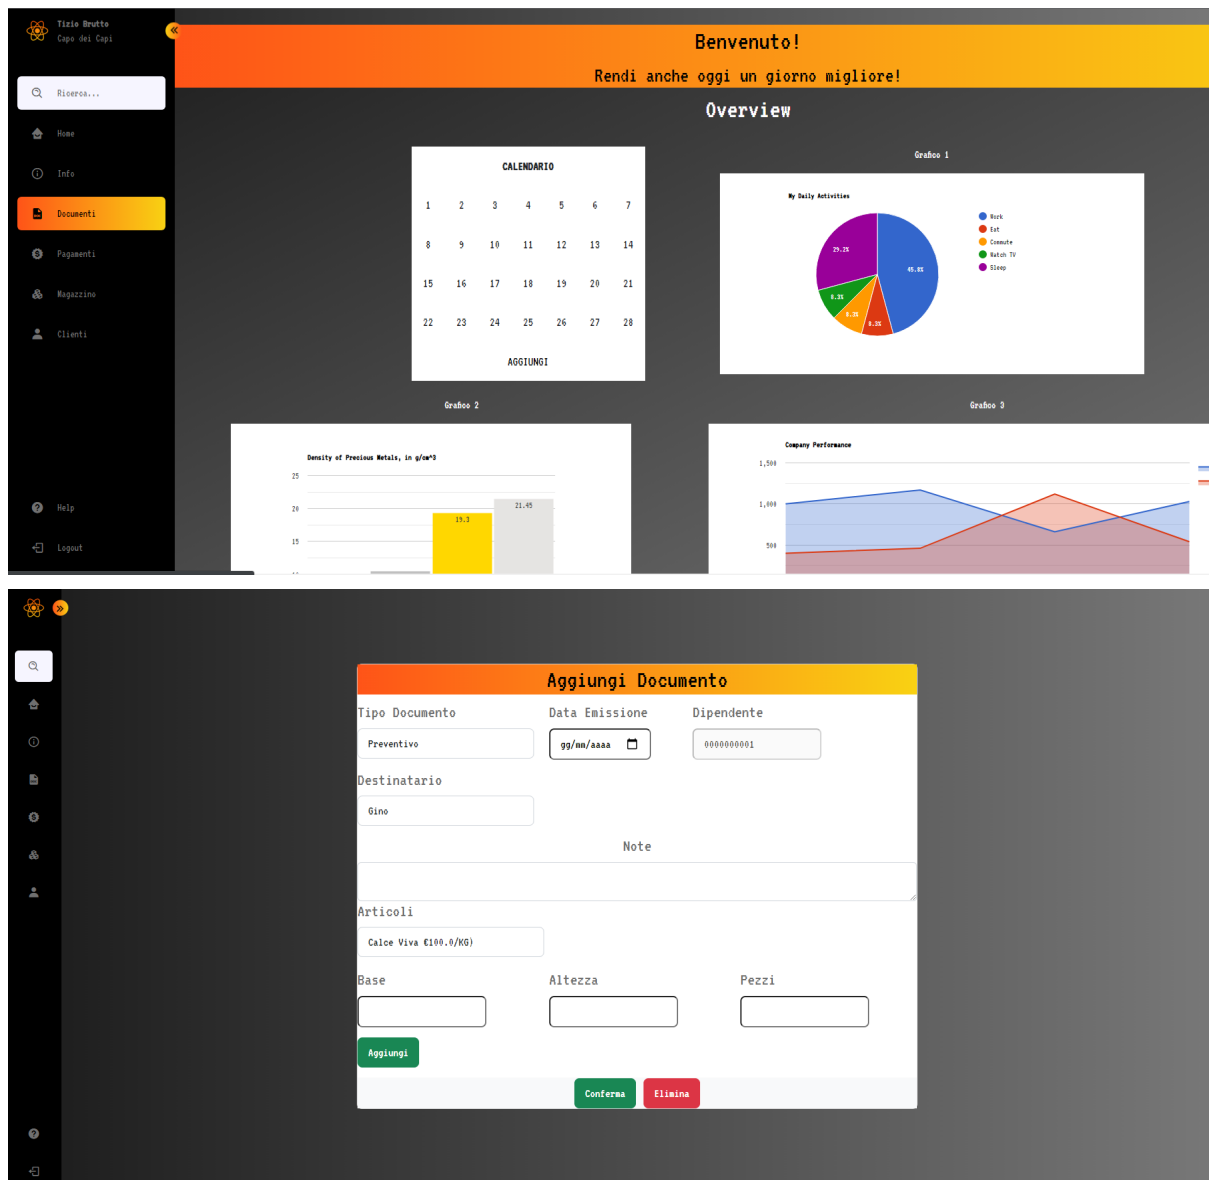 Tizio Brutto
Capo dei Capi
Ricerca...
Home
Info
Documenti
Pagamenti
Magazzino
Clienti
Help
Logout
Benvenuto!
Rendi anche oggi un giorno migliore!
Overview
CALENDARIO
1 2 3 4 5 6 7
8 9 10 11 12 13 14
15 16 17 18 19 20 21
22 23 24 25 26 27 28
AGGIUNGI
Grafico 1
My Daily Activities
29.2%
45.8%
8.3%
8.3%
8.3%
Work
Eat
Commute
Watch TV
Sleep
Grafico 2
Density of Precious Metals, in g/cm^3
25
20
15
19.3
21.45
Grafico 3
Company Performance
1,500
1,000
500
Aggiungi Documento
Tipo Documento Data Emissione Dipendente
Preventivo gg/mm/aaaa 0000000001
Destinatario
Gino
Note
Articoli
Calce Viva €100.0/KG)
Base Altezza Pezzi
Aggiungi
Conferma Elimina